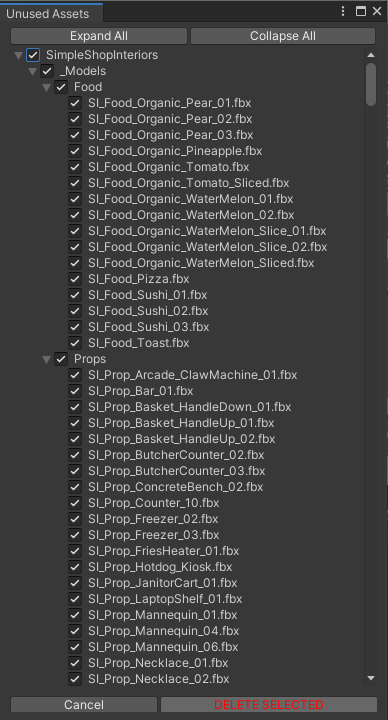 Unused Assets
Expand All
Collapse All
SimpleShopInteriors
_Models
Food
SI_Food_Organic_Pear_01.fbx
SI_Food_Organic_Pear_02.fbx
SI_Food_Organic_Pear_03.fbx
SI_Food_Organic_Pineapple.fbx
SI_Food_Organic_Tomato.fbx
SI_Food_Organic_Tomato_Sliced.fbx
SI_Food_Organic_WaterMelon_01.fbx
SI_Food_Organic_WaterMelon_02.fbx
SI_Food_Organic_WaterMelon_Slice_01.fbx
SI_Food_Organic_WaterMelon_Slice_02.fbx
SI_Food_Organic_WaterMelon_Sliced.fbx
SI_Food_Pizza.fbx
SI_Food_Sushi_01.fbx
SI_Food_Sushi_02.fbx
SI_Food_Sushi_03.fbx
SI_Food_Toast.fbx
Props
SI_Prop_Arcade_ClawMachine_01.fbx
SI_Prop_Bar_01.fbx
SI_Prop_Basket_HandleDown_01.fbx
SI_Prop_Basket_HandleUp_01.fbx
SI_Prop_Basket_HandleUp_02.fbx
SI_Prop_ButcherCounter_02.fbx
SI_Prop_ButcherCounter_03.fbx
SI_Prop_ConcreteBench_02.fbx
SI_Prop_Counter_10.fbx
SI_Prop_Freezer_02.fbx
SI_Prop_Freezer_03.fbx
SI_Prop_FriesHeater_01.fbx
SI_Prop_Hotdog_Kiosk.fbx
SI_Prop_JanitorCart_01.fbx
SI_Prop_LaptopShelf_01.fbx
SI_Prop_Mannequin_01.fbx
SI_Prop_Mannequin_04.fbx
SI_Prop_Mannequin_06.fbx
SI_Prop_Necklace_01.fbx
SI_Prop_Necklace_02.fbx
Cancel
DELETE SELECTED